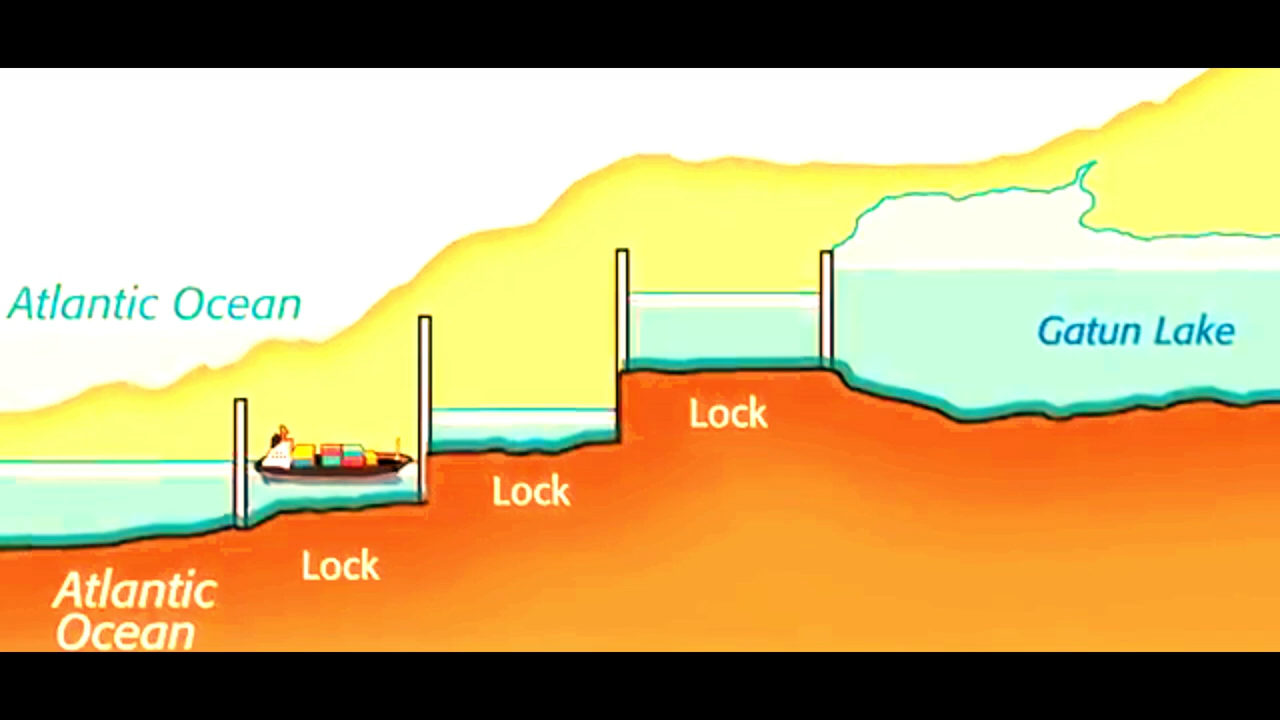 Atlantic Ocean
Gatun Lake
Lock
Lock
Lock
Atlantic
Ocean